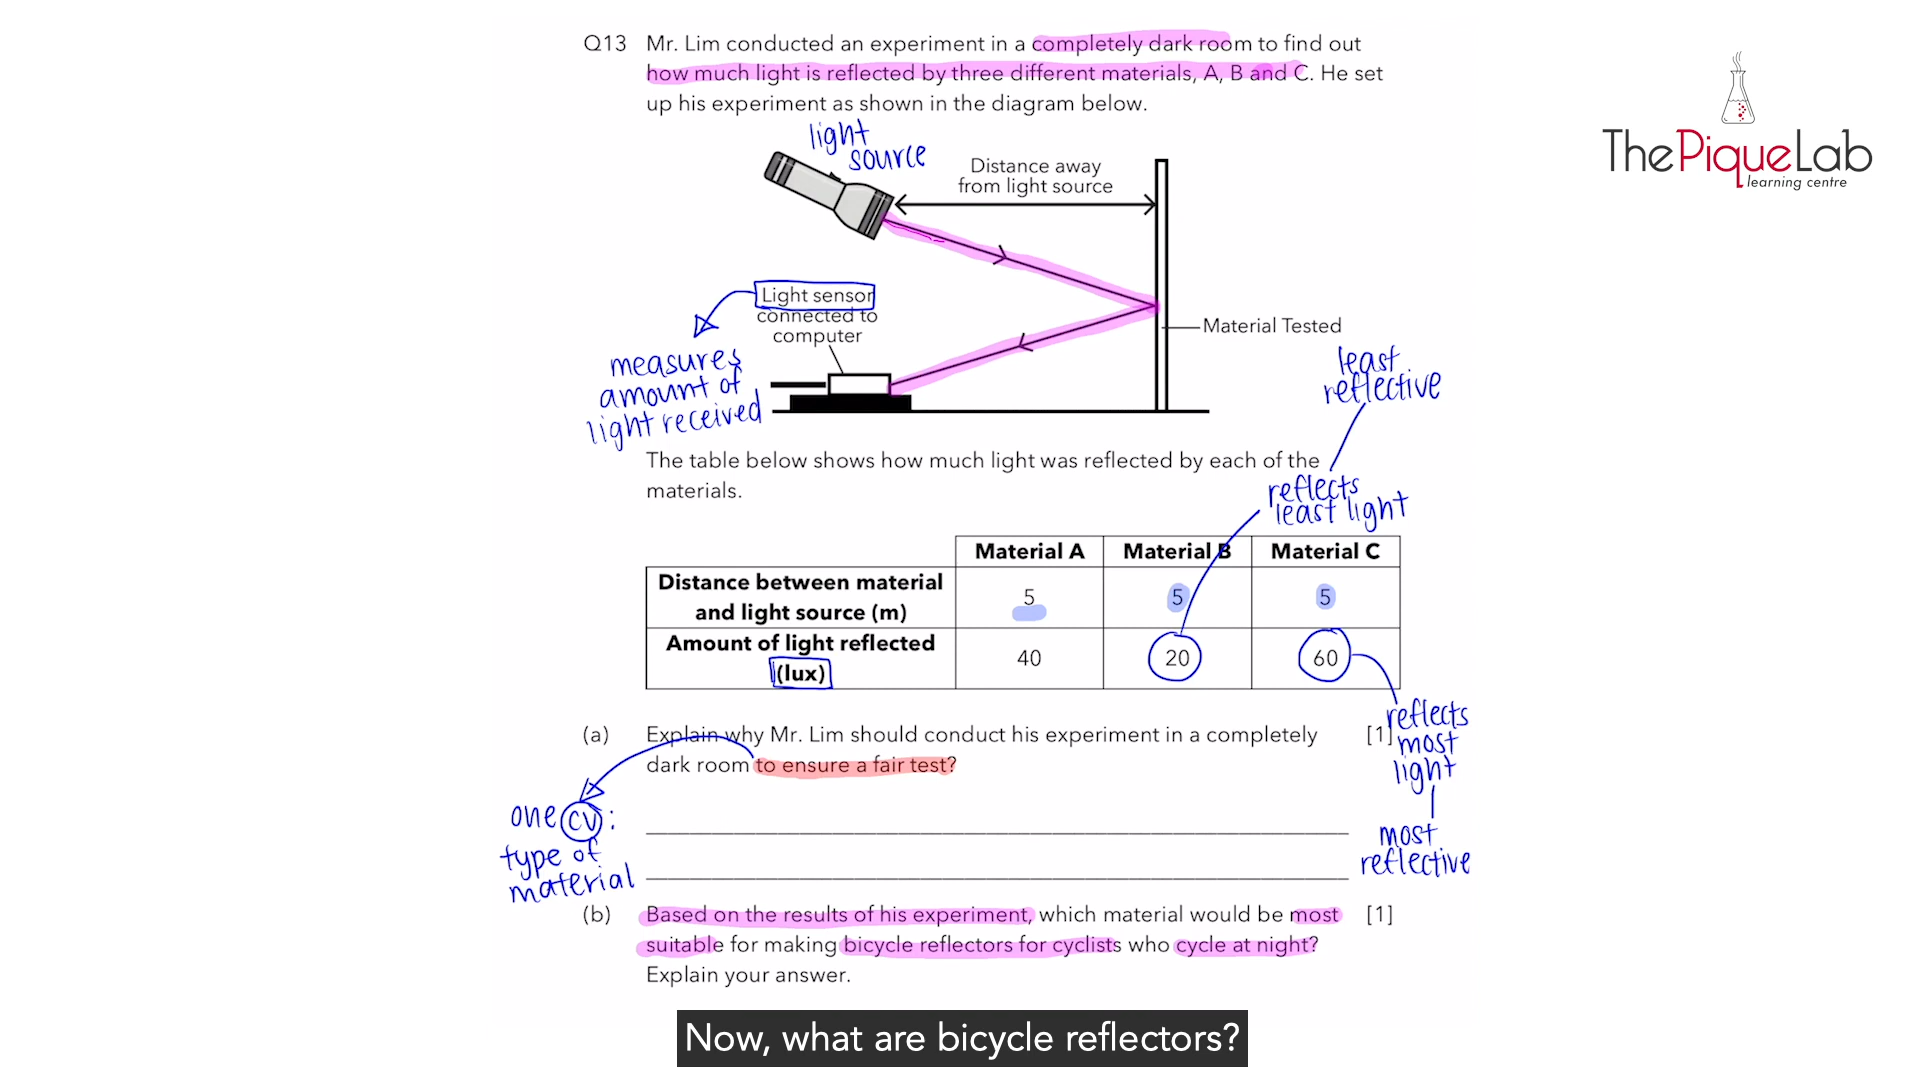 Q13 Mr. Lim conducted an experiment in a completely dark room to find out
how much light is reflected by three different materials, A, B and C. He set
up his experiment as shown in the diagram below.
ThePiqueLab
learning centre
light
source
Distance away
from light source
Light sensor
connected to
computer
measures
amount of
light received
Material Tested
least
reflective
The table below shows how much light was reflected by each of the
materials.
reflects
least light
Material A Material B Material C
Distance between material
and light source (m) 5 5 5
Amount of light reflected
(lux) 40 20 60
reflects
most
light
most
reflective
(a) Explain why Mr. Lim should conduct his experiment in a completely [1]
dark room to ensure a fair test?
one CV:
type of
material
(b) Based on the results of his experiment, which material would be most [1]
suitable for making bicycle reflectors for cyclists who cycle at night?
Explain your answer.
Now, what are bicycle reflectors?